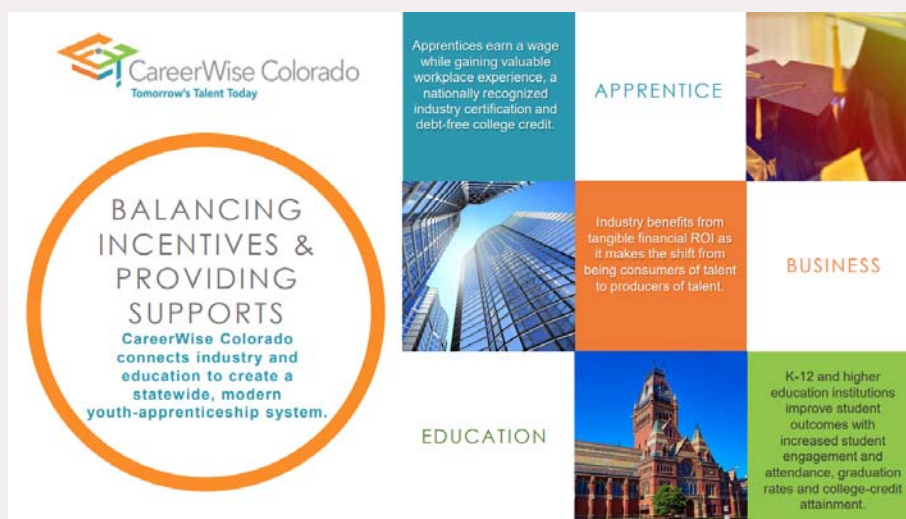 CareerWise Colorado
Tomorrow's Talent Today
BALANCING
INCENTIVES &
PROVIDING
SUPPORTS
CareerWise Colorado
connects industry and
education to create a
statewide, modern
youth-apprenticeship system.
Apprentices earn a wage
while gaining valuable
workplace experience, a
nationally recognized
industry certification and
debt-free college credit.
APPRENTICE
Industry benefits from
tangible financial ROI as
it makes the shift from
being consumers of talent
to producers of talent.
BUSINESS
EDUCATION
K-12 and higher
education institutions
improve student
outcomes with
increased student
engagement and
attendance, graduation
rates and college-credit
attainment.